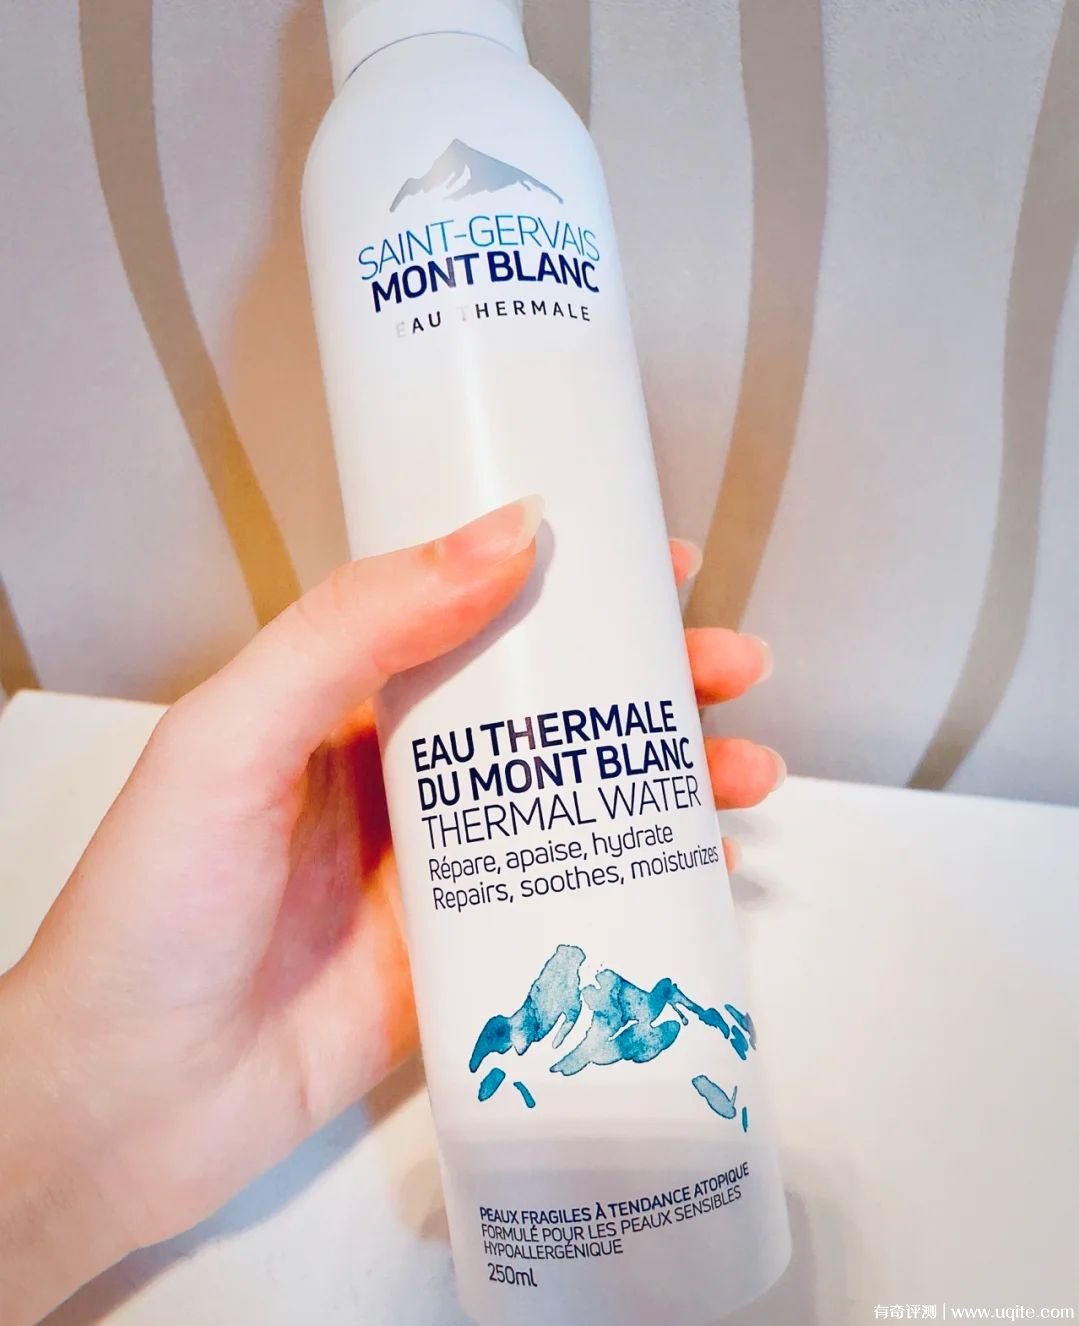 SAINT-GERVAIS
MONT BLANC
EAU THERMALE
EAU THERMALE
DU MONT BLANC
THERMAL WATER
Répare, apaise, hydrate
Repairs, soothes, moisturizes
PEAUX FRAGILES À TENDANCE ATOPIQUE
FORMULÉ POUR LES PEAUX SENSIBLES
HYPOALLERGÉNIQUE
250ml
有奇评测 | www.uqite.com